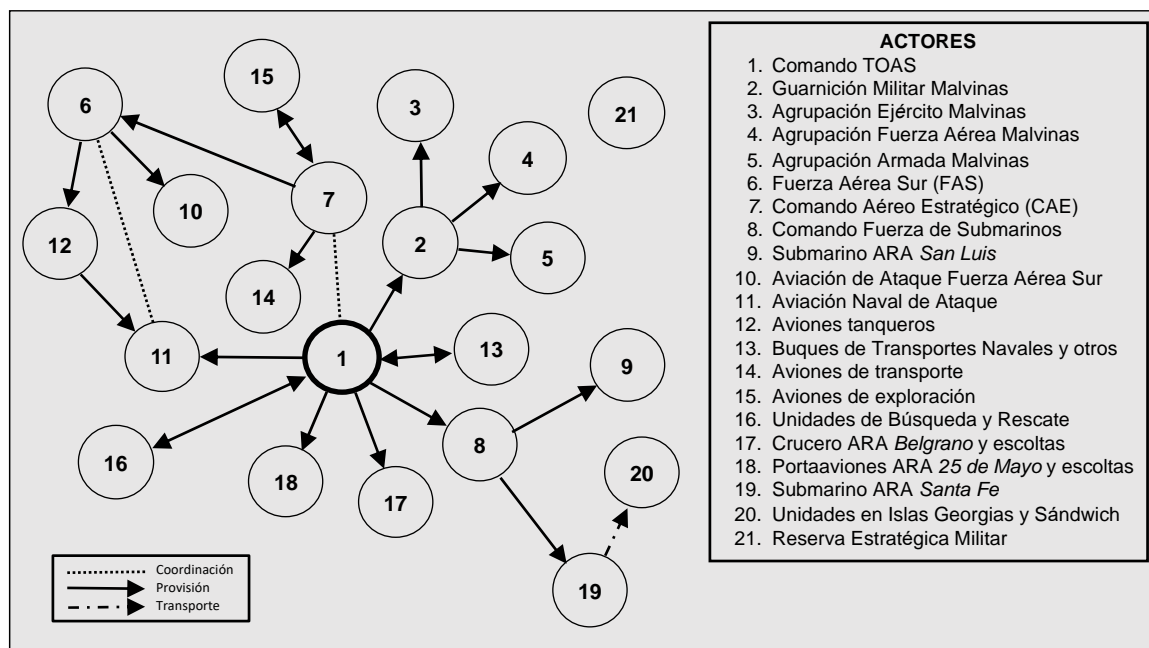 ACTORES
1. Comando TOAS
2. Guarnición Militar Malvinas
3. Agrupación Ejército Malvinas
4. Agrupación Fuerza Aérea Malvinas
5. Agrupación Armada Malvinas
6. Fuerza Aérea Sur (FAS)
7. Comando Aéreo Estratégico (CAE)
8. Comando Fuerza de Submarinos
9. Submarino ARA San Luis
10. Aviación de Ataque Fuerza Aérea Sur
11. Aviación Naval de Ataque
12. Aviones tanqueros
13. Buques de Transportes Navales y otros
14. Aviones de transporte
15. Aviones de exploración
16. Unidades de Búsqueda y Rescate
17. Crucero ARA Belgrano y escoltas
18. Portaaviones ARA 25 de Mayo y escoltas
19. Submarino ARA Santa Fe
20. Unidades en Islas Georgias y Sándwich
21. Reserva Estratégica Militar
15
6
3
21
4
7
10
12
2
5
14
11
1
13
9
8
16
18
17
20
19
Coordinación
Provisión
Transporte